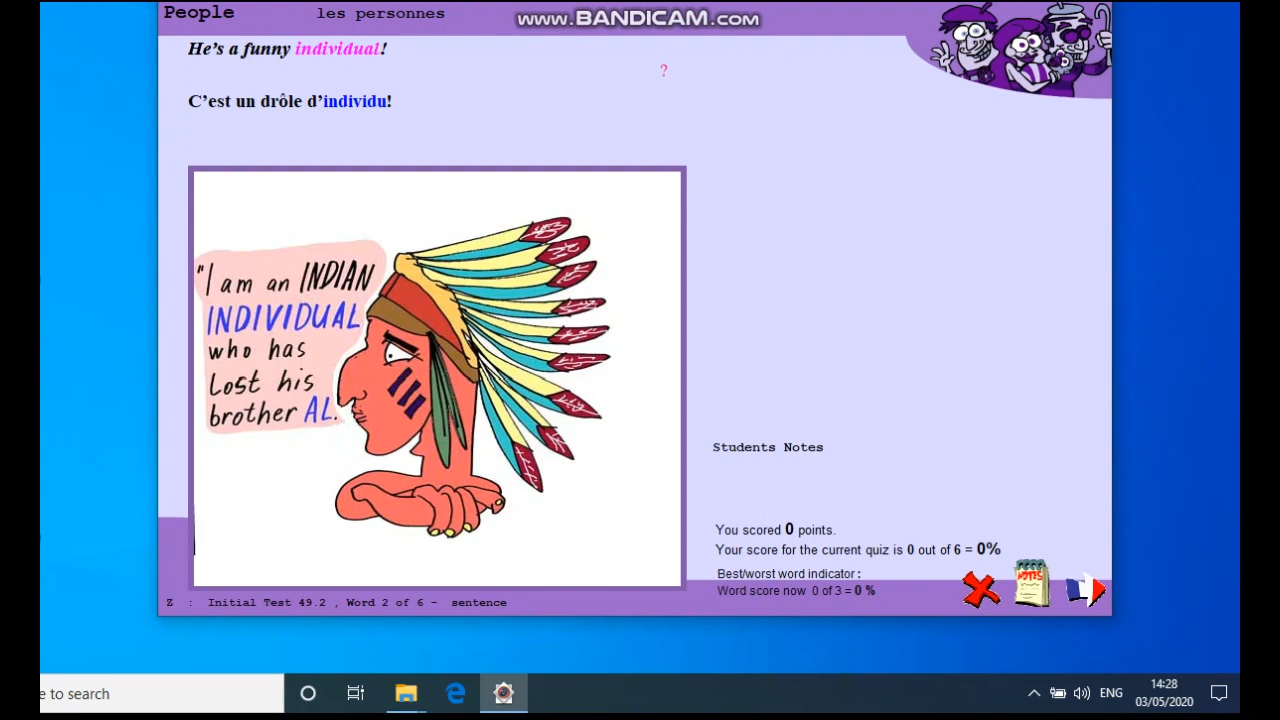 People les personnes
www.BANDICAM.com
He's a funny individual!
?
C'est un drôle d'individu!
"I am an INDIAN
INDIVIDUAL
who has
Lost his
brother AL.
Students Notes
You scored 0 points.
Your score for the current quiz is 0 out of 6 = 0%
Best/worst word indicator :
Word score now 0 of 3 = 0 %
NOTES
Z : Initial Test 49.2 , Word 2 of 6 - sentence
e to search
ENG
14:28
03/05/2020